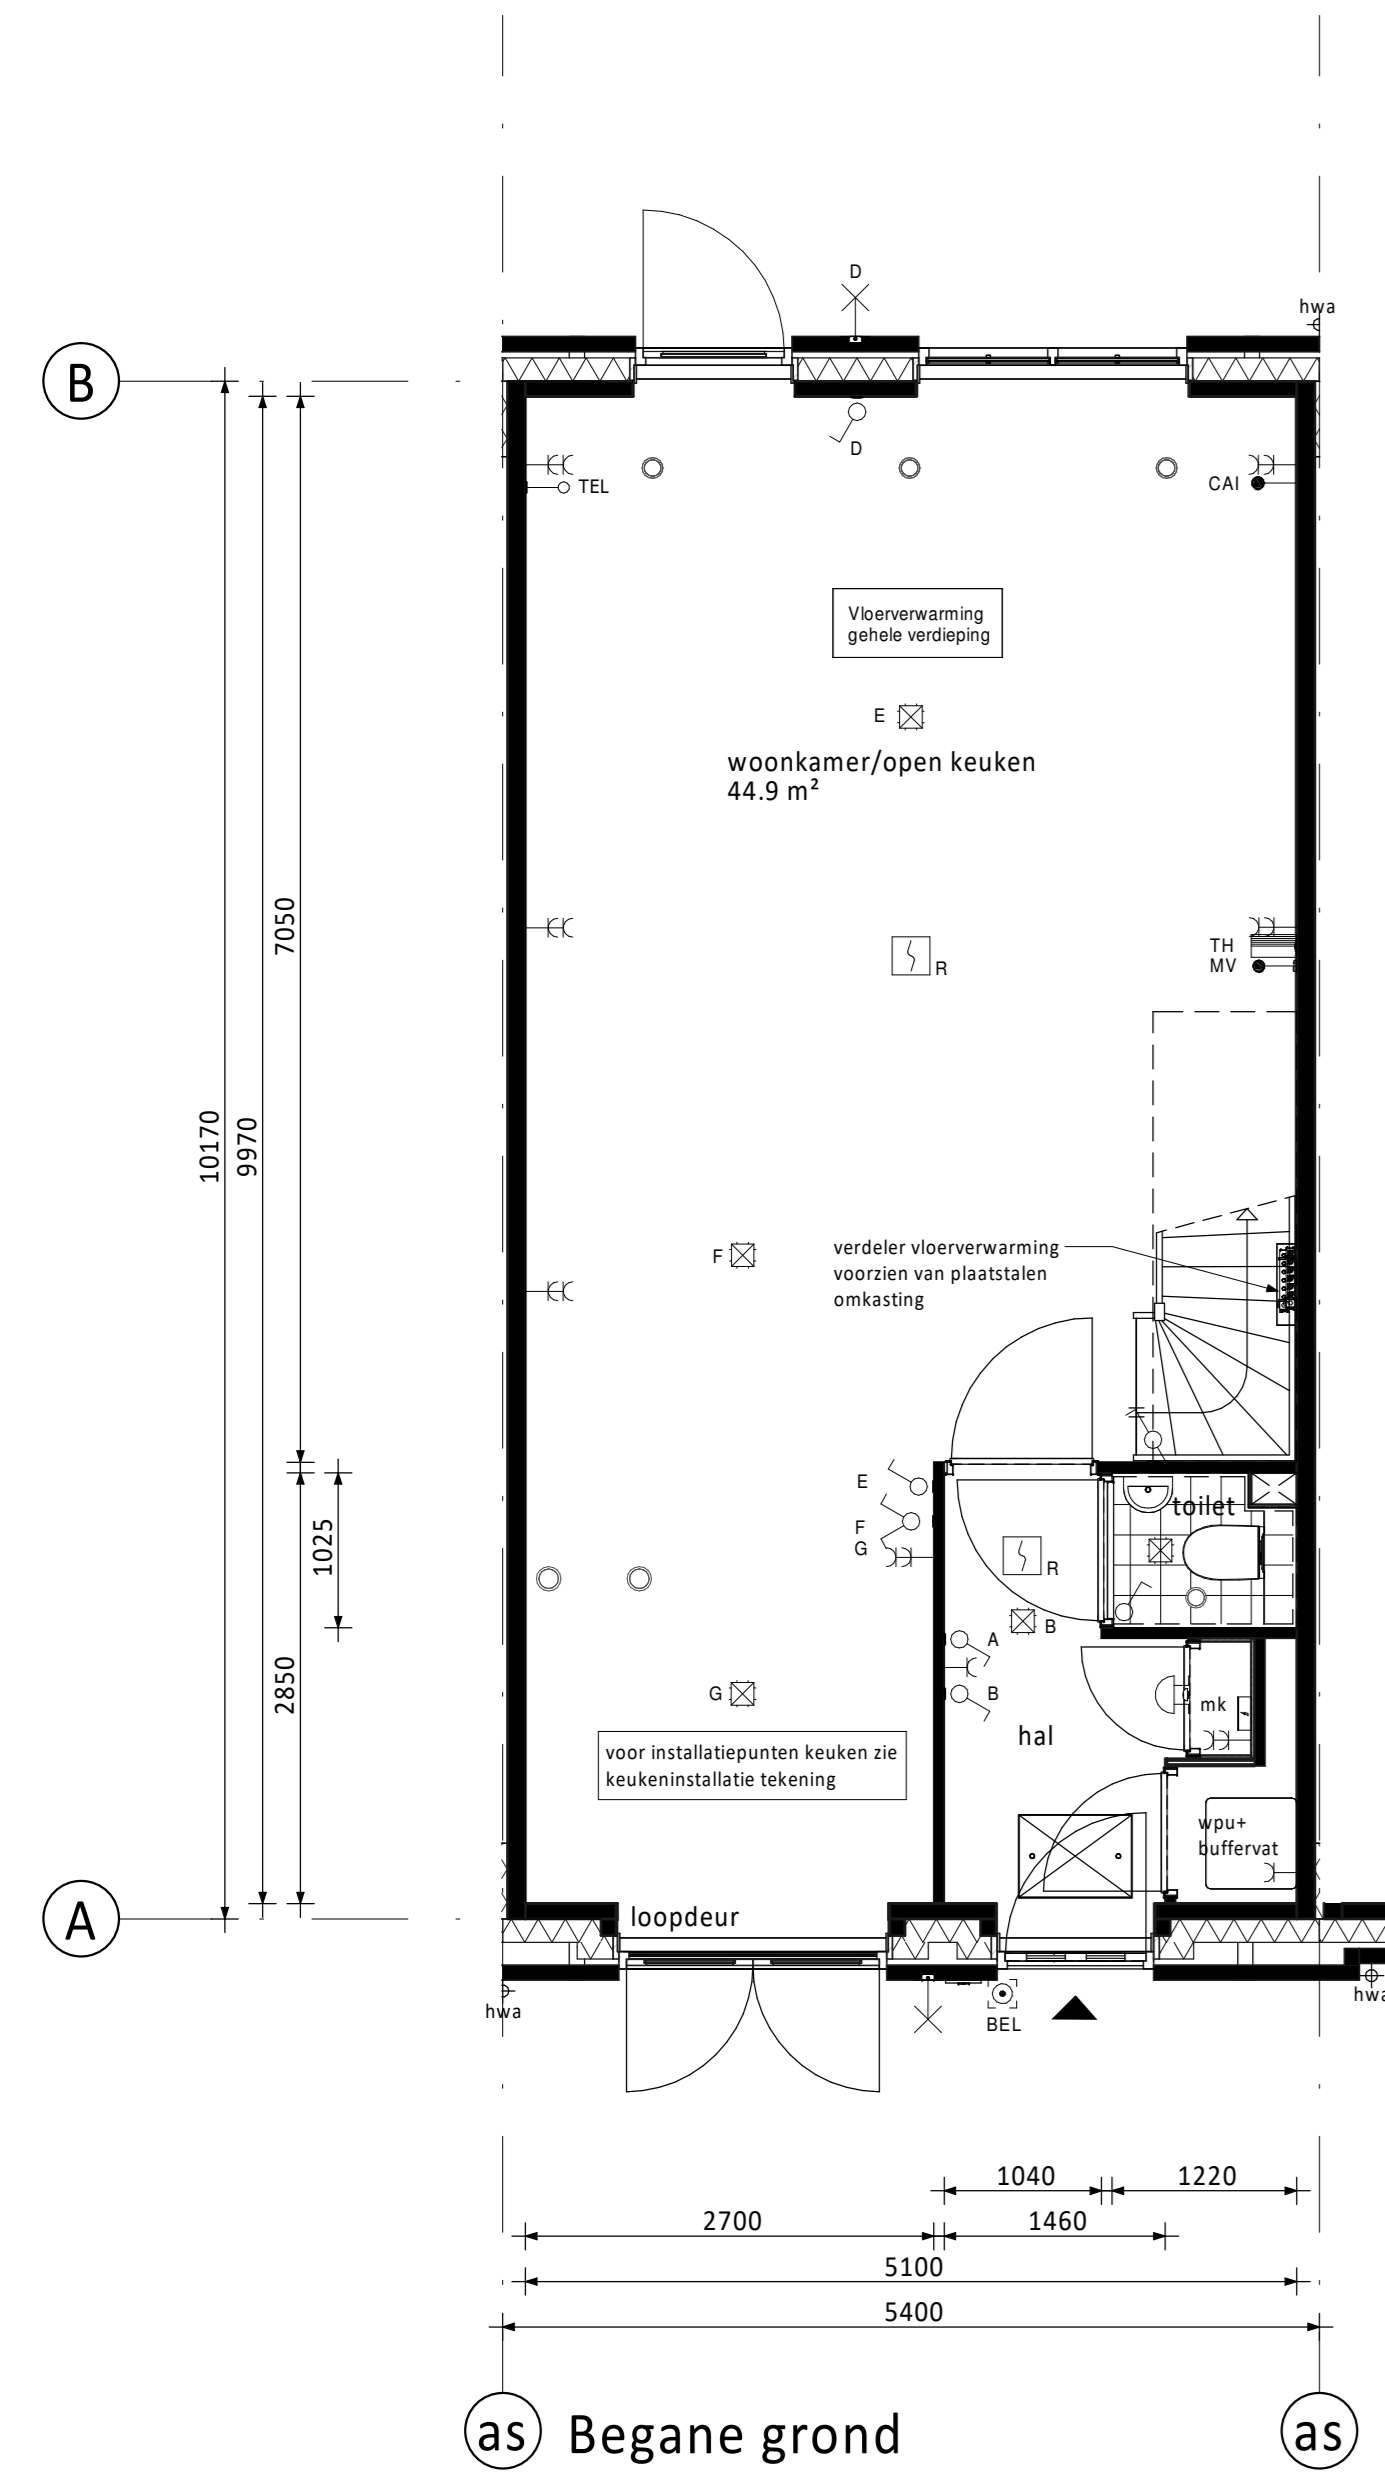 D
hwa
B
D
TEL
CAI
Vloerverwarming
gehele verdieping
E
woonkamer/open keuken
44.9 m²
7050
TH
MV
R
10170
9970
verdeler vloerverwarming
voorzien van plaatstalen
omkasting
F
E
toilet
F
G
1025
R
B
A
2850
G
B
mk
hal
voor installatiepunten keuken zie
keukeninstallatie tekening
wpu+
buffervat
A
loopdeur
hwa
BEL
hwa
1040
1220
2700
1460
5100
5400
as
Begane grond
as